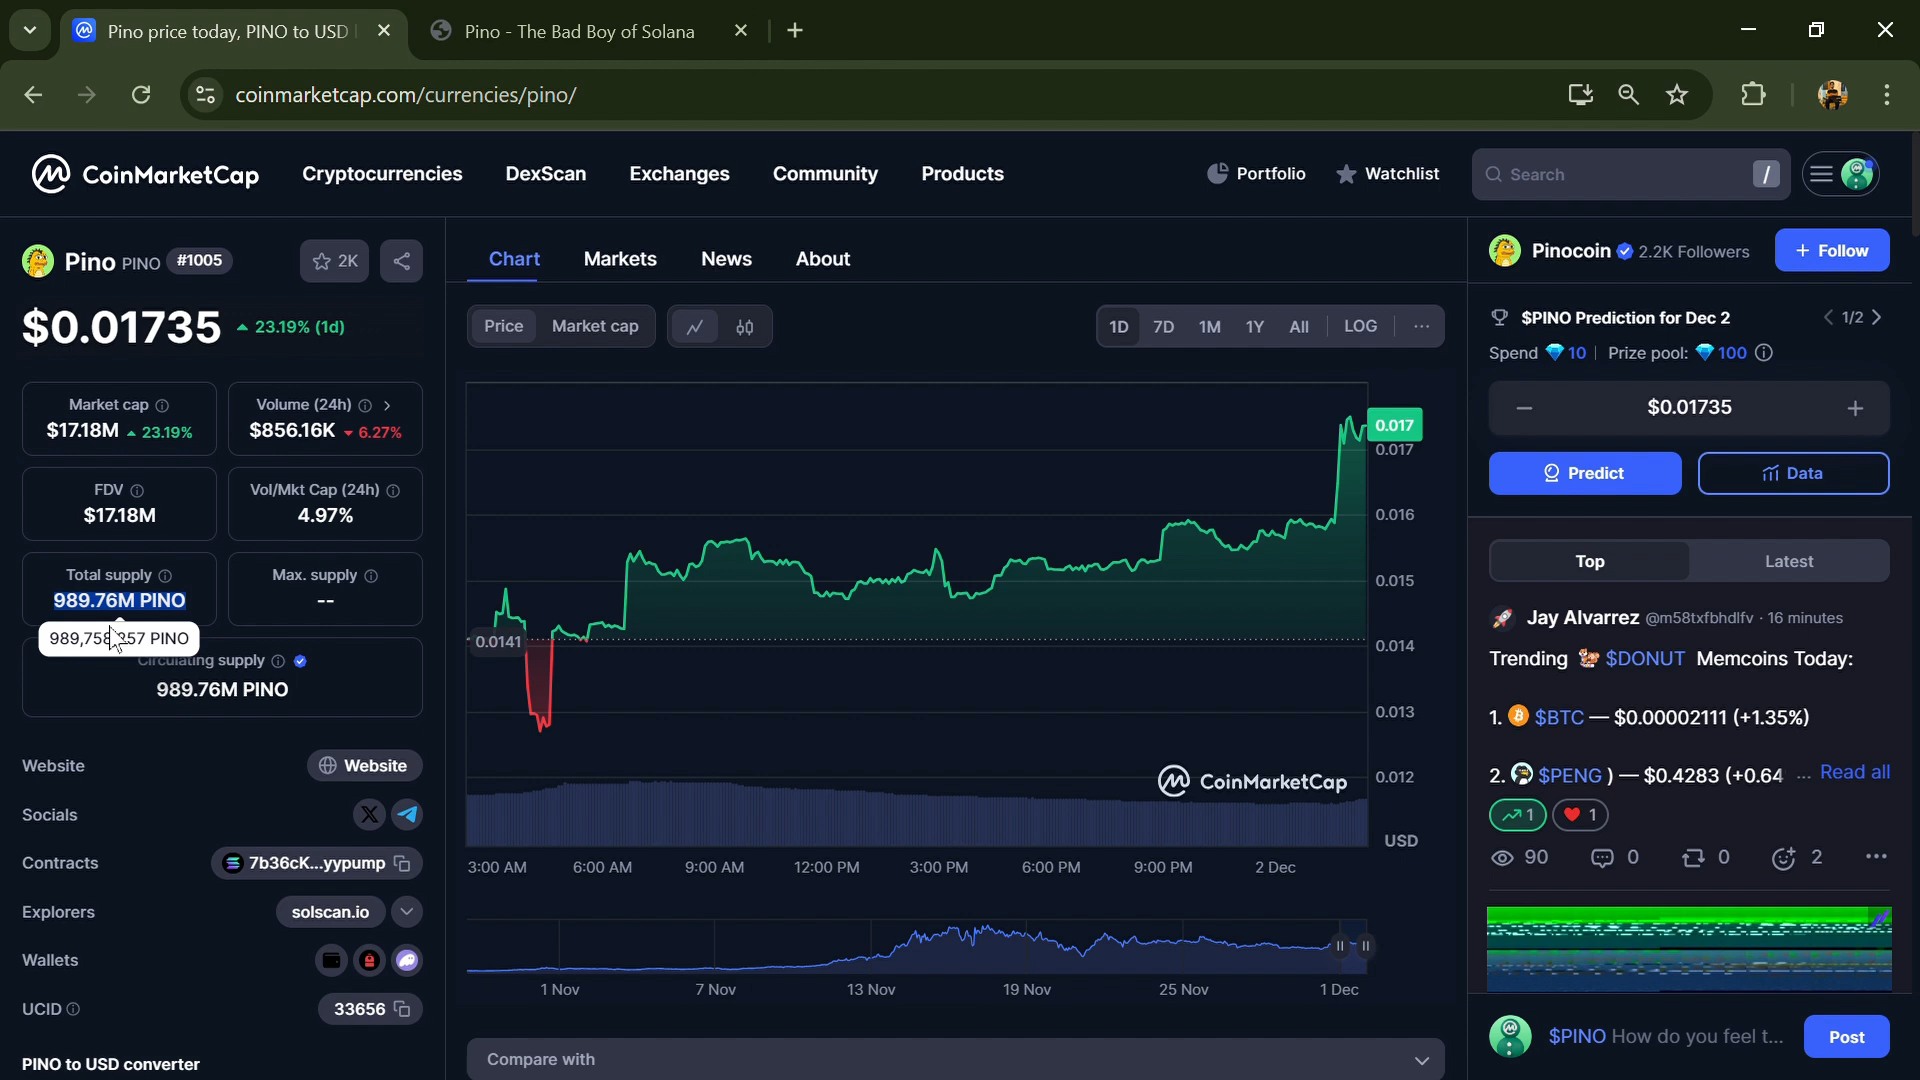 Pino price today, PINO to USD
Pino - The Bad Boy of Solana
coinmarketcap.com/currencies/pino/
CoinMarketCap
Cryptocurrencies
DexScan
Exchanges
Community
Products
Portfolio
Watchlist
Search
/
Pino PINO #1005
2K
$0.01735
23.19% (1d)
Market cap
$17.18M 23.19%
Volume (24h)
$856.16K 6.27%
FDV
$17.18M
Vol/Mkt Cap (24h)
4.97%
Total supply
989.76M PINO
Max. supply
--
PINO
Circulating supply
989.76M PINO
Website
Website
Socials
Contracts
7b36cK...yypump
Explorers
solscan.io
Wallets
UCID
33656
PINO to USD converter
Chart
Markets
News
About
Price
Market cap
1D
7D
1M
1Y
All
LOG
...
0.017
0.017
0.016
0.015
0.0141
0.014
0.013
0.012
CoinMarketCap
USD
3:00 AM
6:00 AM
9:00 AM
12:00 PM
3:00 PM
6:00 PM
9:00 PM
2 Dec
1 Nov
7 Nov
13 Nov
19 Nov
25 Nov
1 Dec
Compare with
Pinocoin 2.2K Followers
+ Follow
$PINO Prediction for Dec 2
1/2
Spend 10 | Prize pool: 100
$0.01735
Predict
Data
Top
Latest
Jay Alvarrez @m58txfbhdlfv · 16 minutes
Trending $DONUT Memcoins Today:
1. $BTC — $0.00002111 (+1.35%)
2. $PENG ) — $0.4283 (+0.64 ... Read all
1
1
90
0
0
2
$PINO How do you feel t...
Post